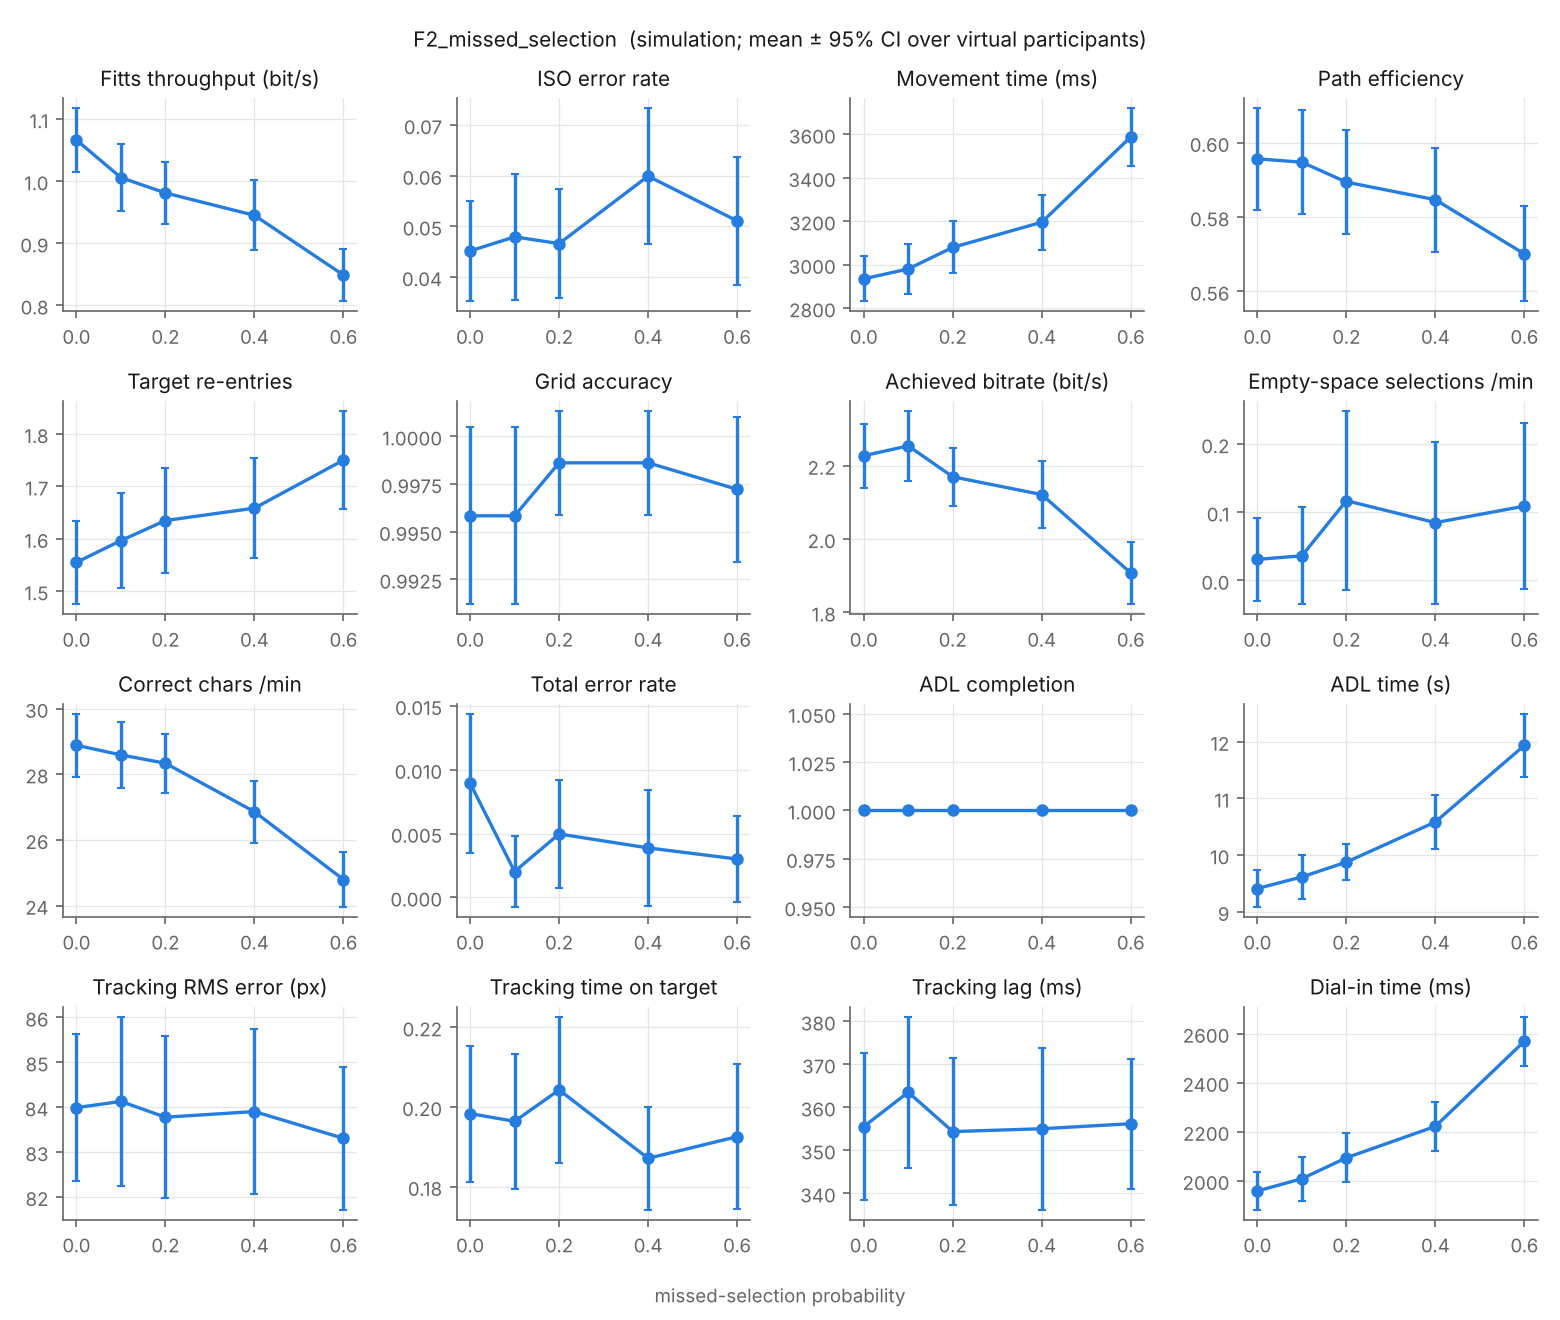 F2_missed_selection (simulation; mean ± 95% CI over virtual participants)
Fitts throughput (bit/s)
1.1
1.0
0.9
0.8
0.0 0.2 0.4 0.6
ISO error rate
0.07
0.06
0.05
0.04
0.0 0.2 0.4 0.6
Movement time (ms)
3600
3400
3200
3000
2800
0.0 0.2 0.4 0.6
Path efficiency
0.60
0.58
0.56
0.0 0.2 0.4 0.6
Target re-entries
1.8
1.7
1.6
1.5
0.0 0.2 0.4 0.6
Grid accuracy
1.0000
0.9975
0.9950
0.9925
0.0 0.2 0.4 0.6
Achieved bitrate (bit/s)
2.2
2.0
1.8
0.0 0.2 0.4 0.6
Empty-space selections /min
0.2
0.1
0.0
0.0 0.2 0.4 0.6
Correct chars /min
30
28
26
24
0.0 0.2 0.4 0.6
Total error rate
0.015
0.010
0.005
0.000
0.0 0.2 0.4 0.6
ADL completion
1.050
1.025
1.000
0.975
0.950
0.0 0.2 0.4 0.6
ADL time (s)
12
11
10
9
0.0 0.2 0.4 0.6
Tracking RMS error (px)
86
85
84
83
82
0.0 0.2 0.4 0.6
Tracking time on target
0.22
0.20
0.18
0.0 0.2 0.4 0.6
Tracking lag (ms)
380
370
360
350
340
0.0 0.2 0.4 0.6
Dial-in time (ms)
2600
2400
2200
2000
0.0 0.2 0.4 0.6
missed-selection probability